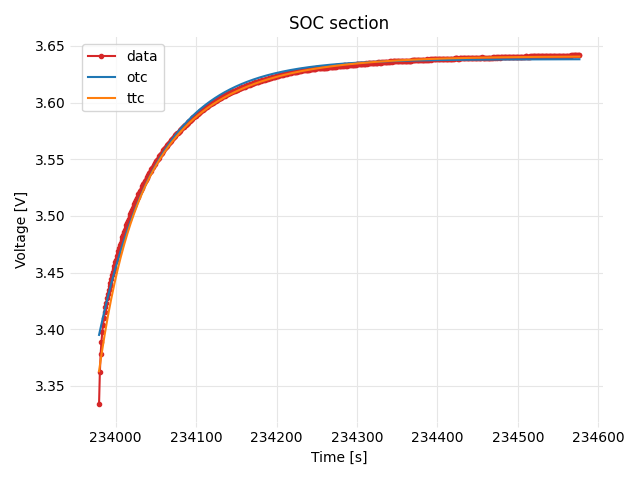 SOC section
3.65
3.60
3.55
3.50
3.45
3.40
3.35
Voltage [V]
data
otc
ttc
234000 234100 234200 234300 234400 234500 234600
Time [s]